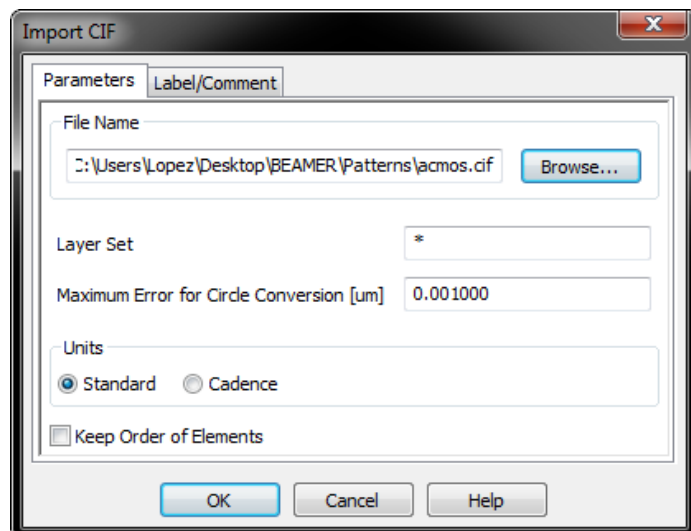 Import CIF
Parameters Label/Comment
File Name
C:\Users\Lopez\Desktop\BEAMER\Patterns\acmos.cif Browse...
Layer Set *
Maximum Error for Circle Conversion [um] 0.001000
Units
Standard Cadence
Keep Order of Elements
OK Cancel Help